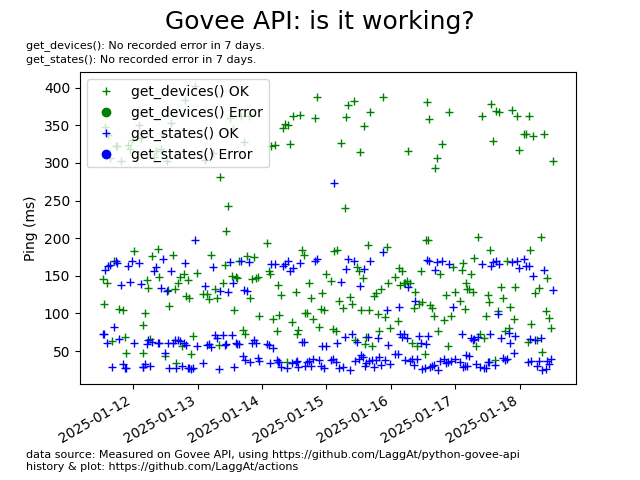 Govee API: is it working?
get_devices(): No recorded error in 7 days.
get_states(): No recorded error in 7 days.
get_devices() OK
get_devices() Error
get_states() OK
get_states() Error
Ping (ms)
400
350
300
250
200
150
100
50
2025-01-12
2025-01-13
2025-01-14
2025-01-15
2025-01-16
2025-01-17
2025-01-18
data source: Measured on Govee API, using https://github.com/LaggAt/python-govee-api
history & plot: https://github.com/LaggAt/actions